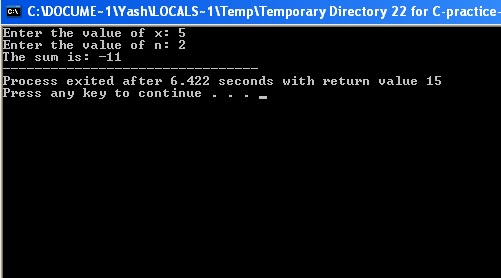 C:\DOCUME~1\Yash\LOCALS~1\Temp\Temporary Directory 22 for C-practice-
Enter the value of x: 5
Enter the value of n: 2
The sum is: -11
--------------------------------
Process exited after 6.422 seconds with return value 15
Press any key to continue . . . _